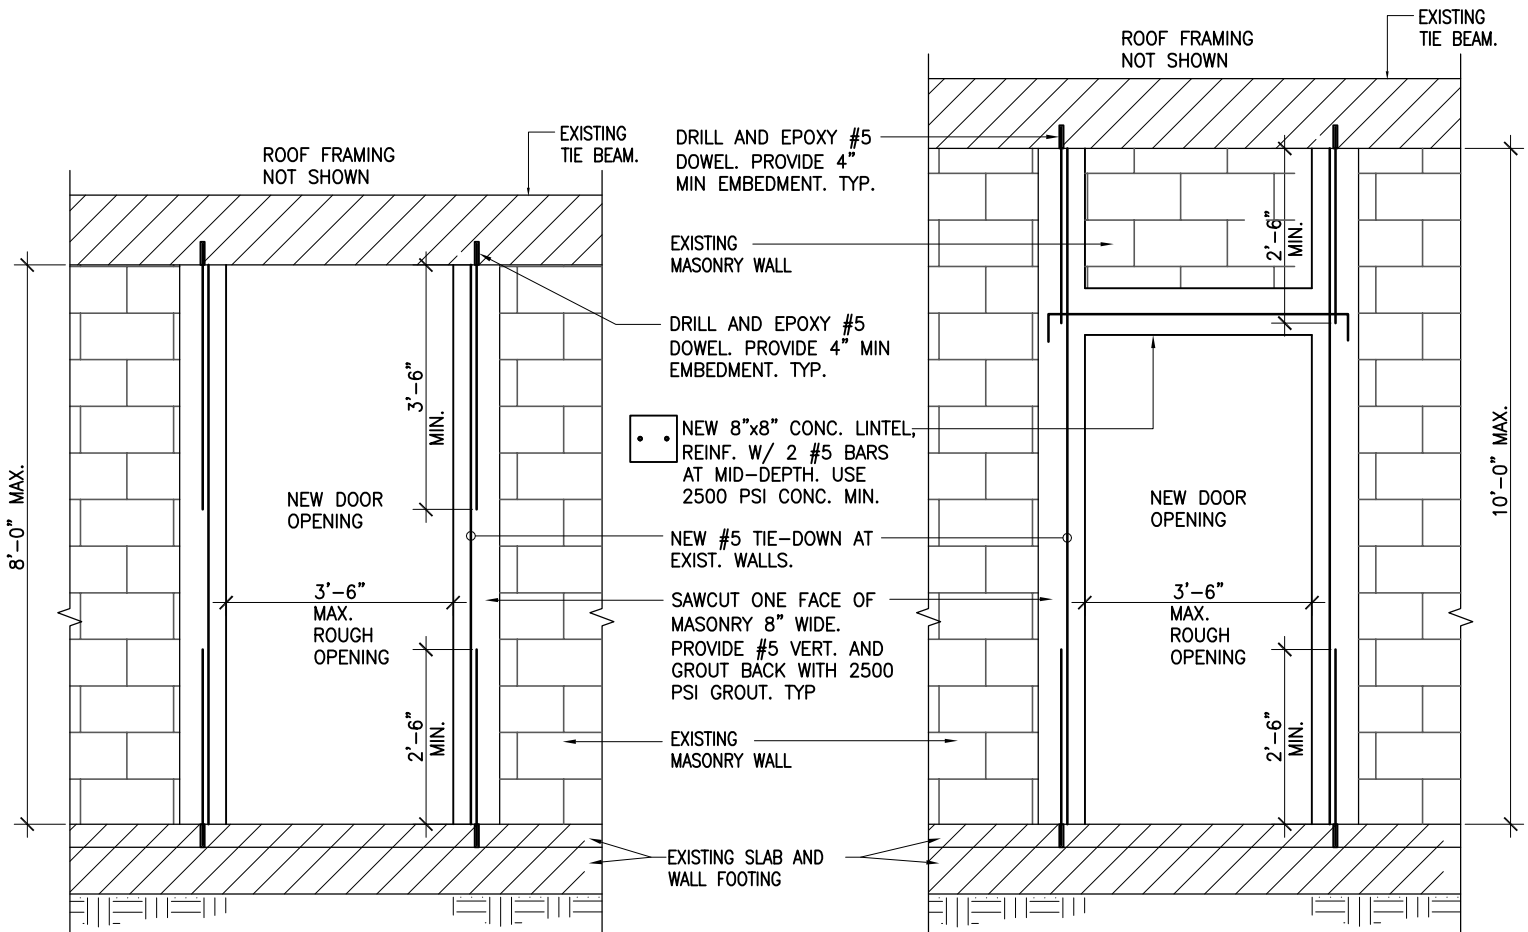 ROOF FRAMING
NOT SHOWN
EXISTING
TIE BEAM.
8'-0" MAX.
3'-6"
MIN.
NEW DOOR
OPENING
3'-6"
MAX.
ROUGH
OPENING
2'-6"
MIN.
DRILL AND EPOXY #5
DOWEL. PROVIDE 4"
MIN EMBEDMENT. TYP.
EXISTING
MASONRY WALL
DRILL AND EPOXY #5
DOWEL. PROVIDE 4" MIN
EMBEDMENT. TYP.
NEW 8"x8" CONC. LINTEL,
REINF. W/ 2 #5 BARS
AT MID-DEPTH. USE
2500 PSI CONC. MIN.
NEW #5 TIE-DOWN AT
EXIST. WALLS.
SAWCUT ONE FACE OF
MASONRY 8" WIDE.
PROVIDE #5 VERT. AND
GROUT BACK WITH 2500
PSI GROUT. TYP
EXISTING
MASONRY WALL
EXISTING SLAB AND
WALL FOOTING
ROOF FRAMING
NOT SHOWN
EXISTING
TIE BEAM.
2'-6"
MIN.
NEW DOOR
OPENING
3'-6"
MAX.
ROUGH
OPENING
2'-6"
MIN.
10'-0" MAX.